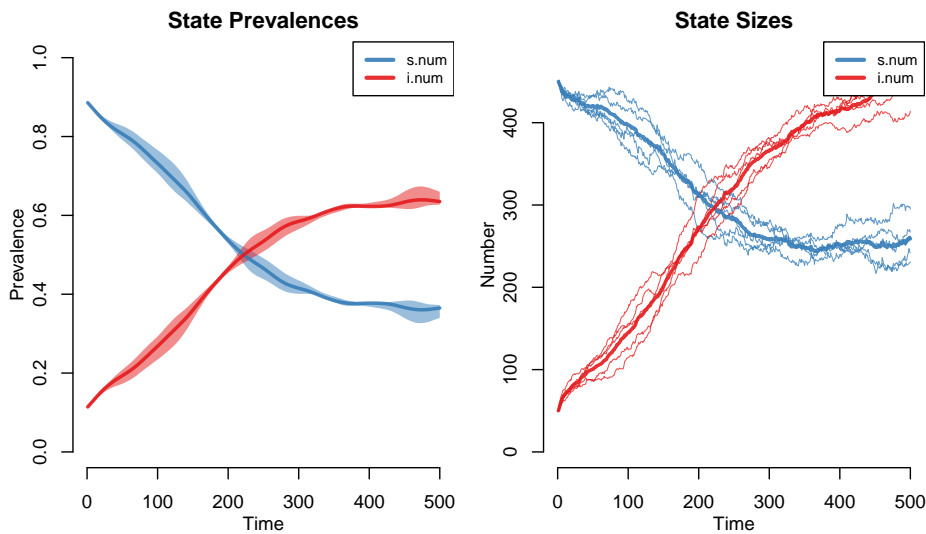 State Prevalences
s.num
i.num
Prevalence
1.0
0.8
0.6
0.4
0.2
0.0
0 100 200 300 400 500
Time
State Sizes
s.num
i.num
Number
400
300
200
100
0
0 100 200 300 400 500
Time